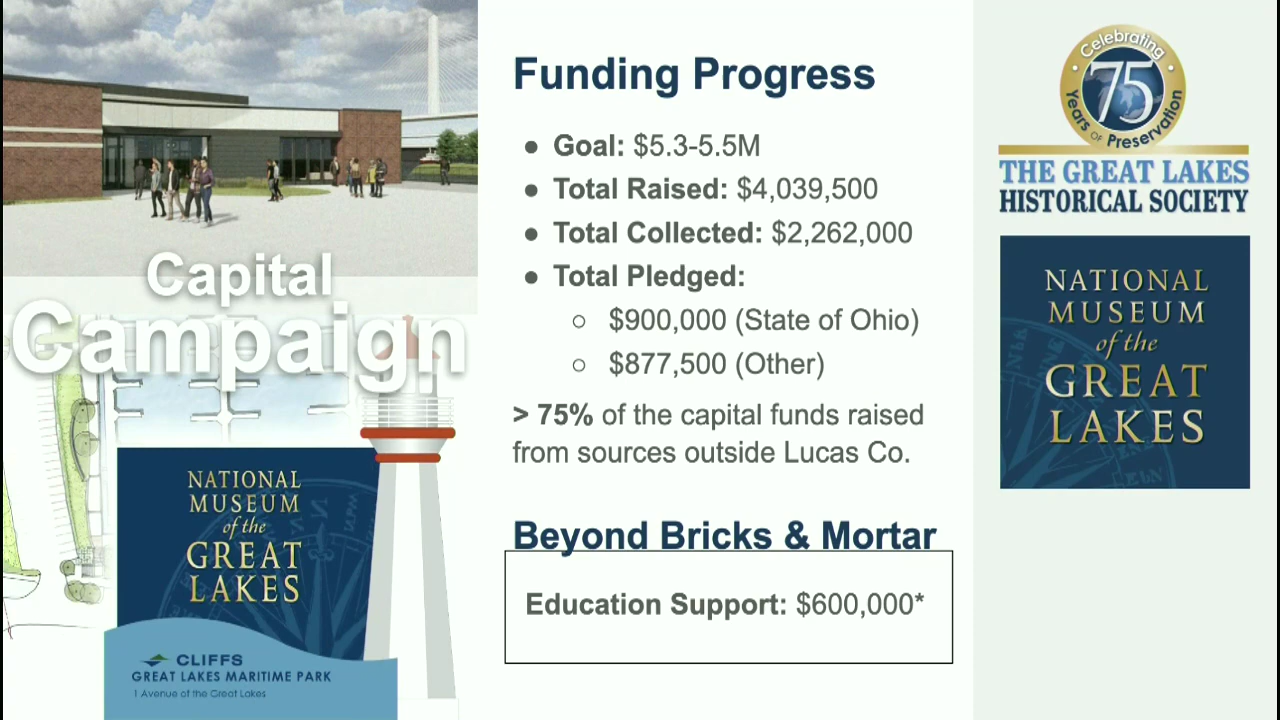 Capital
Campaign
NATIONAL
MUSEUM
of the
GREAT
LAKES
CLIFFS
GREAT LAKES MARITIME PARK
1 Avenue of the Great Lakes
Funding Progress
● Goal: $5.3-5.5M
● Total Raised: $4,039,500
● Total Collected: $2,262,000
● Total Pledged:
○ $900,000 (State of Ohio)
○ $877,500 (Other)
> 75% of the capital funds raised
from sources outside Lucas Co.
Beyond Bricks & Mortar
Education Support: $600,000*
Celebrating
75
Years of Preservation
THE GREAT LAKES
HISTORICAL SOCIETY
NATIONAL
MUSEUM
of the
GREAT
LAKES